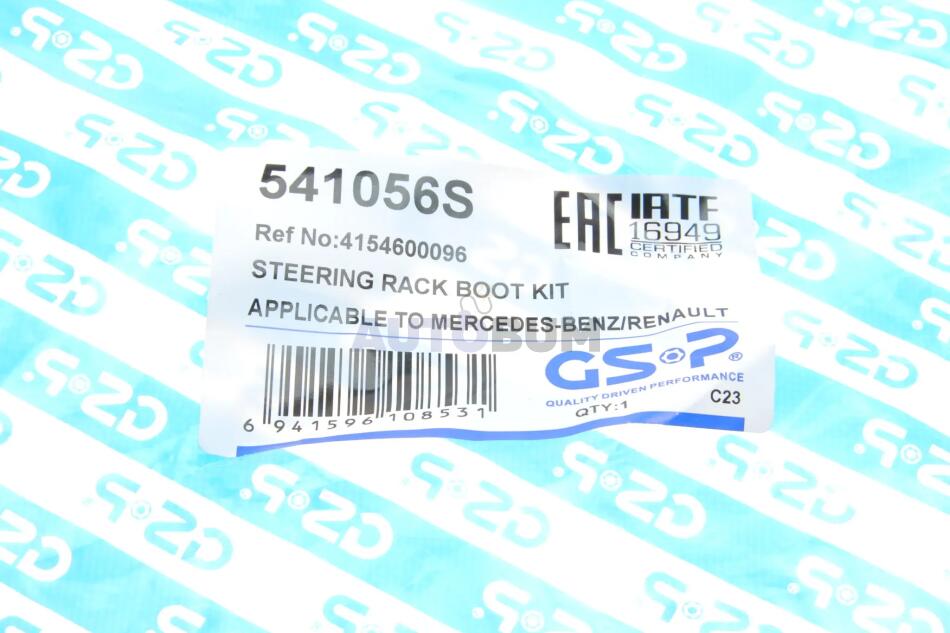 541056S
EAC IATF
16949
CERTIFIED
COMPANY
Ref No:4154600096
STEERING RACK BOOT KIT
APPLICABLE TO MERCEDES-BENZ/RENAULT
AUTOBUM
GSP®
QUALITY DRIVEN PERFORMANCE
6 941596 108531
QTY:1
C23